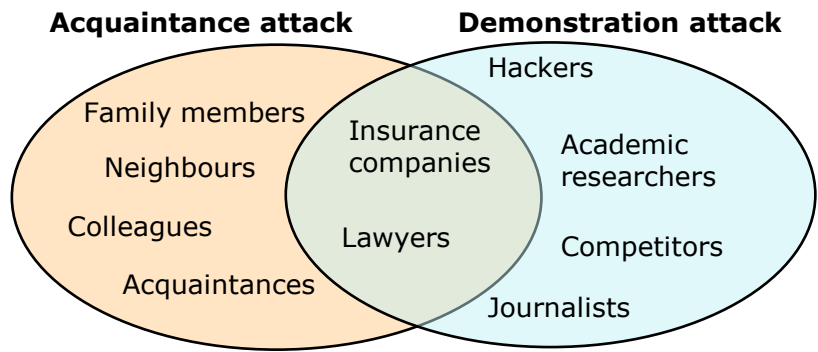 Acquaintance attack
Demonstration attack
Family members
Neighbours
Colleagues
Acquaintances
Insurance
companies
Lawyers
Hackers
Academic
researchers
Competitors
Journalists